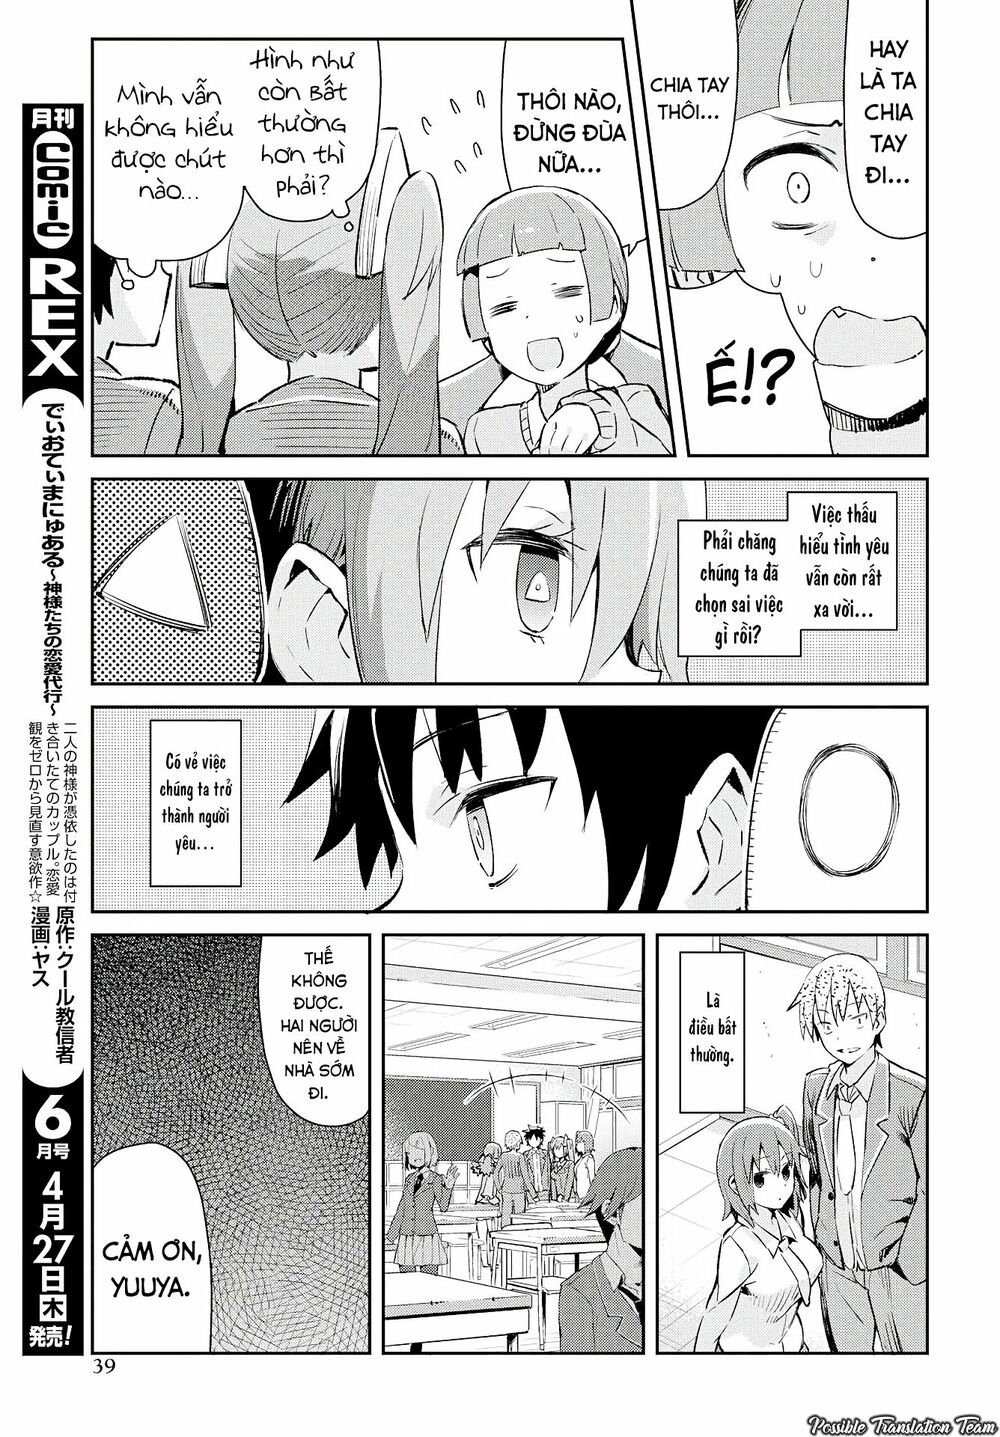 HAY
LÀ TA
CHIA
TAY
ĐI...
CHIA TAY
THÔI...
Ế!?
THÔI NÀO,
ĐỪNG ĐÙA
NỮA...
Hình như
còn bất
thường
hơn thì
phải?
Mình vẫn
không hiểu
được chút
nào...
Việc thấu
hiểu tình yêu
vẫn còn rất
xa vời...
Phải chăng
chúng ta đã
chọn sai việc
gì rồi?
Có vẻ việc
chúng ta trở
thành người
yêu...
Là
điều bất
thường.
THẾ
KHÔNG
ĐƯỢC.
HAI NGƯỜI
NÊN VỀ
NHÀ SỚM
ĐI.
CẢM ƠN,
YUUYA.
月刊
Comic
REX
でぃおてぃまにゅある~神様たちの恋愛代行~
二人の神様が憑依したのは付
き合いたてのカップル。恋愛
観をゼロから見直す意欲作☆
原作:クール教信者
漫画:ヤス
6月号
4月27日木発売!
39
Possible Translation Team